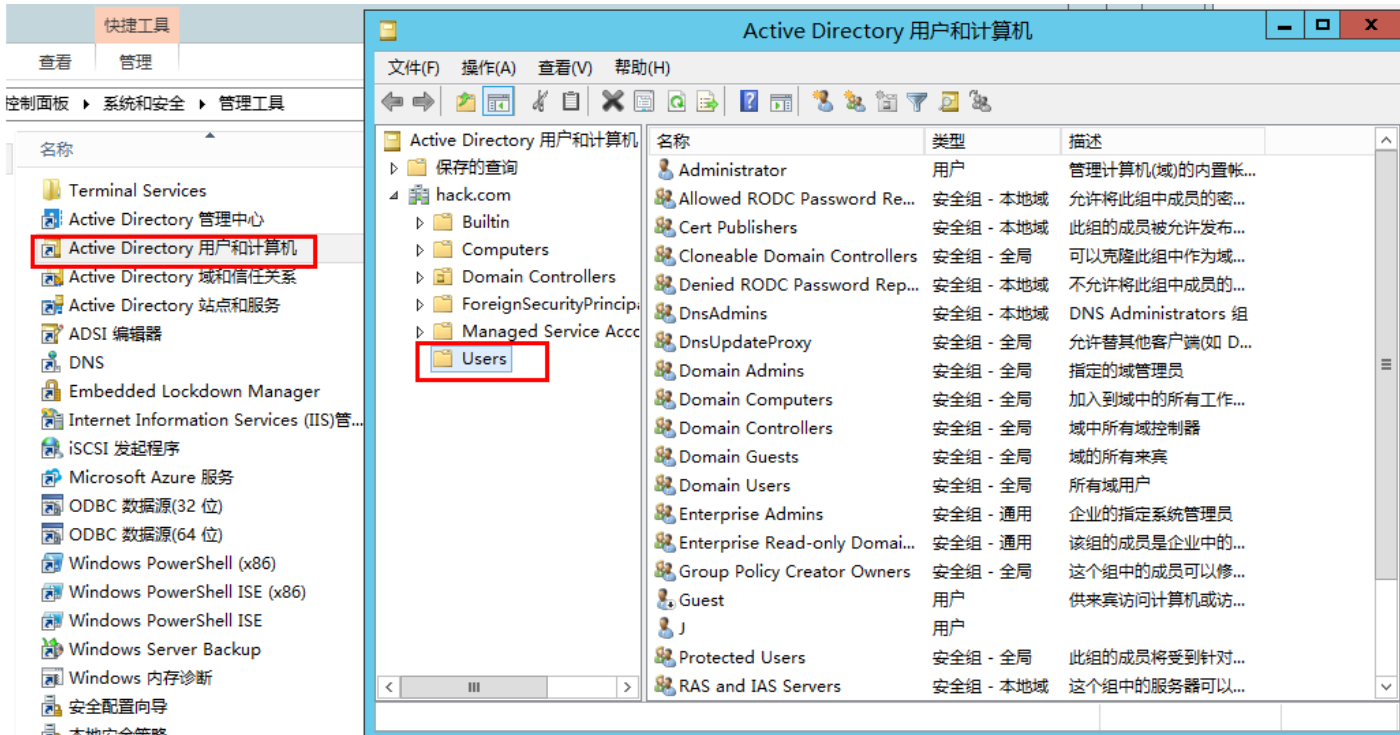 快捷工具
查看 管理
控制面板 系统和安全 管理工具
名称
Terminal Services
Active Directory 管理中心
Active Directory 用户和计算机
Active Directory 域和信任关系
Active Directory 站点和服务
ADSI 编辑器
DNS
Embedded Lockdown Manager
Internet Information Services (IIS)管...
iSCSI 发起程序
Microsoft Azure 服务
ODBC 数据源(32 位)
ODBC 数据源(64 位)
Windows PowerShell (x86)
Windows PowerShell ISE (x86)
Windows PowerShell ISE
Windows Server Backup
Windows 内存诊断
安全配置向导
本地安全策略
Active Directory 用户和计算机
文件(F) 操作(A) 查看(V) 帮助(H)
Active Directory 用户和计算机
保存的查询
hack.com
Builtin
Computers
Domain Controllers
ForeignSecurityPrincipa
Managed Service Acco
Users
名称 类型 描述
Administrator 用户 管理计算机(域)的内置帐...
Allowed RODC Password Re... 安全组 - 本地域 允许将此组中成员的密...
Cert Publishers 安全组 - 本地域 此组的成员被允许发布...
Cloneable Domain Controllers 安全组 - 全局 可以克隆此组中作为域...
Denied RODC Password Rep... 安全组 - 本地域 不允许将此组中成员的...
DnsAdmins 安全组 - 本地域 DNS Administrators 组
DnsUpdateProxy 安全组 - 全局 允许替其他客户端(如 D...
Domain Admins 安全组 - 全局 指定的域管理员
Domain Computers 安全组 - 全局 加入到域中的所有工作...
Domain Controllers 安全组 - 全局 域中所有域控制器
Domain Guests 安全组 - 全局 域的所有来宾
Domain Users 安全组 - 全局 所有域用户
Enterprise Admins 安全组 - 通用 企业的指定系统管理员
Enterprise Read-only Domai... 安全组 - 通用 该组的成员是企业中的...
Group Policy Creator Owners 安全组 - 全局 这个组中的成员可以修...
Guest 用户 供来宾访问计算机或访...
J 用户
Protected Users 安全组 - 全局 此组的成员将受到针对...
RAS and IAS Servers 安全组 - 本地域 这个组中的服务器可以...